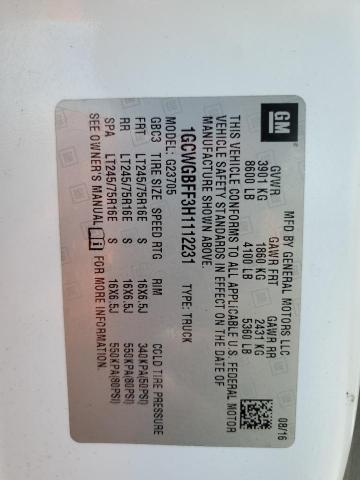 GM
MFD BY GENERAL MOTORS LLC 08/16
GVWR GAWR FRT GAWR RR
3901 KG 1860 KG 2431 KG
8600 LB 4100 LB 5360 LB
THIS VEHICLE CONFORMS TO ALL APPLICABLE U.S. FEDERAL MOTOR
VEHICLE SAFETY STANDARDS IN EFFECT ON THE DATE OF
MANUFACTURE SHOWN ABOVE.
1GCWGBFF3H1112231 TYPE: TRUCK
MODEL: G23705
GBC3 TIRE SIZE SPEED RTG RIM COLD TIRE PRESSURE
FRT LT245/75R16E S 16X6.5J 340KPA(50PSI)
RR LT245/75R16E S 16X6.5J 550KPA(80PSI)
SPA LT245/75R16E S 16X6.5J 550KPA(80PSI)
SEE OWNER'S MANUAL i FOR MORE INFORMATION.